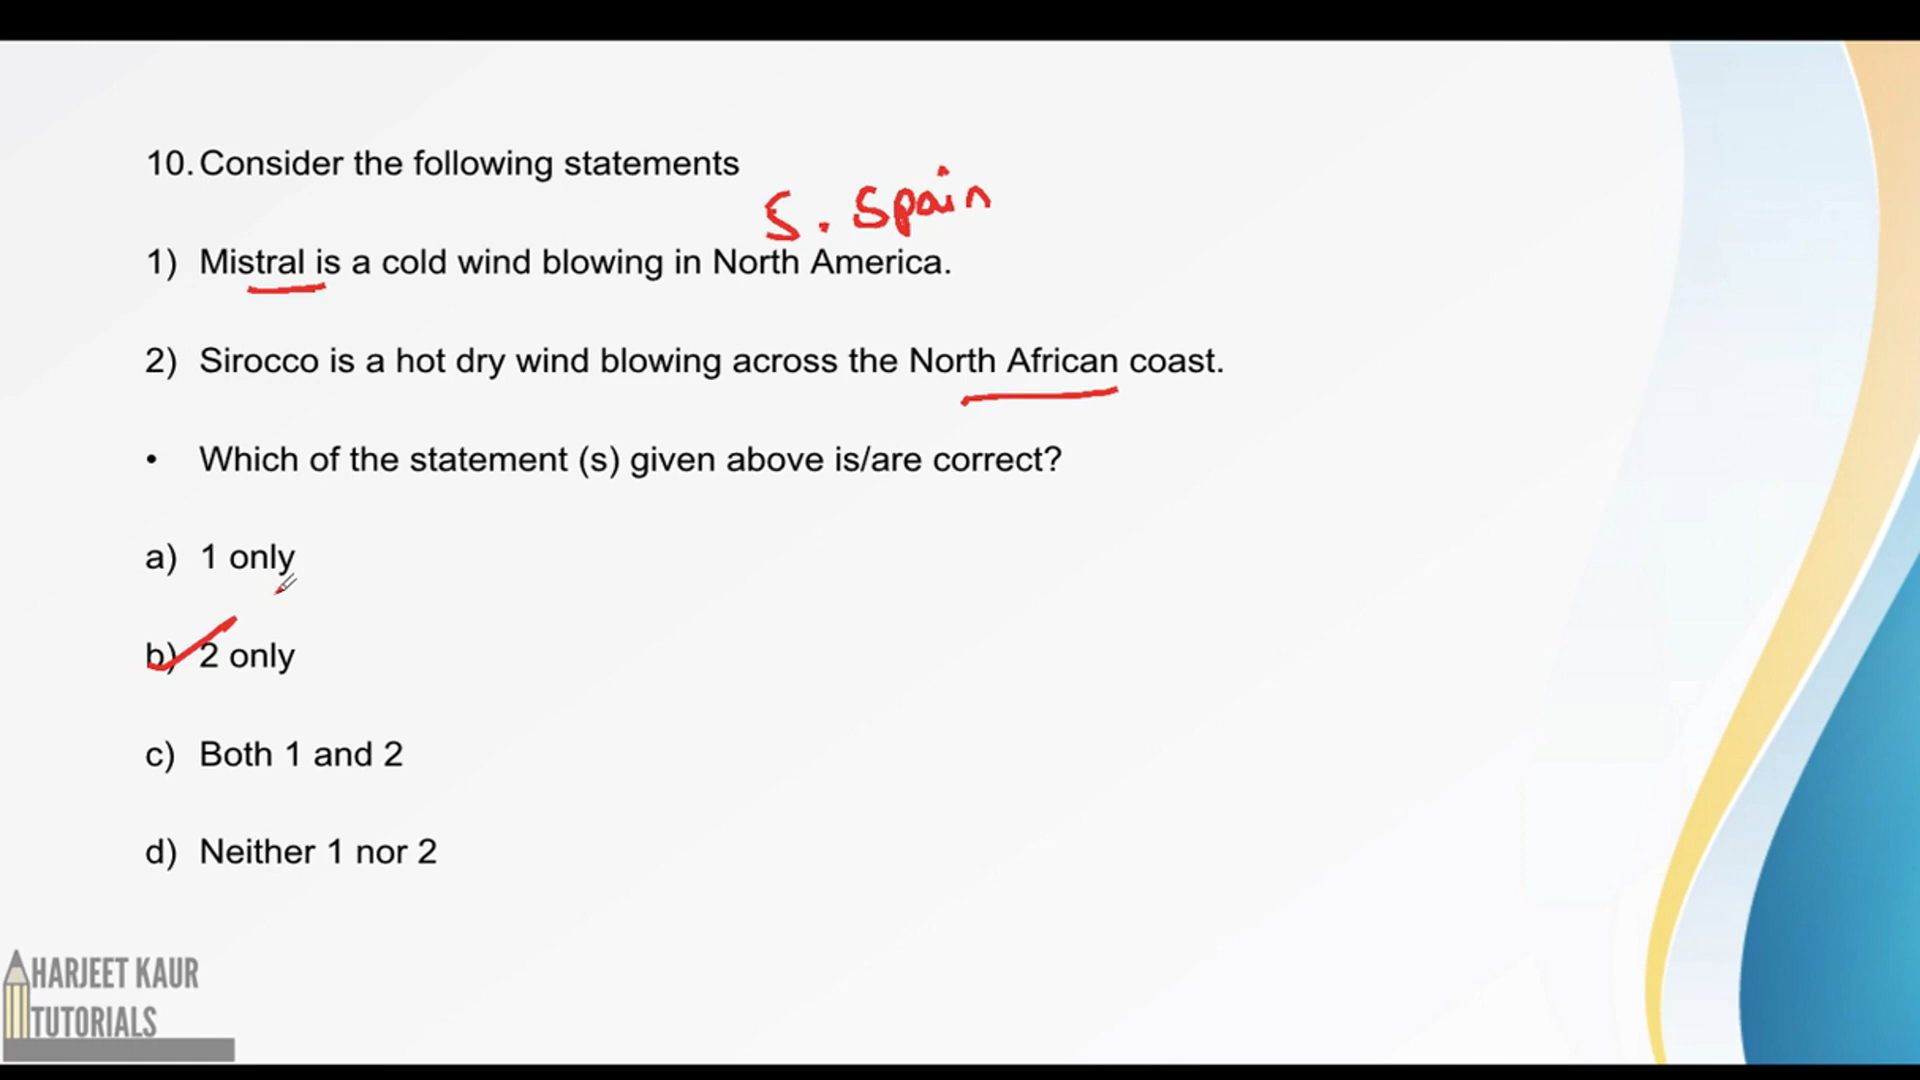 10. Consider the following statements
S. Spain
1) Mistral is a cold wind blowing in North America.
2) Sirocco is a hot dry wind blowing across the North African coast.
• Which of the statement (s) given above is/are correct?
a) 1 only
b) 2 only
c) Both 1 and 2
d) Neither 1 nor 2
HARJEET KAUR
TUTORIALS